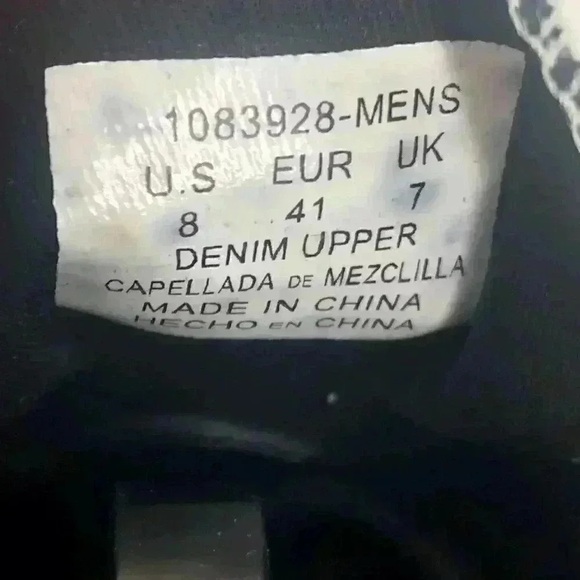 1083928-MENS
U.S EUR UK
8 41 7
DENIM UPPER
CAPELLADA DE MEZCLILLA
MADE IN CHINA
HECHO EN CHINA